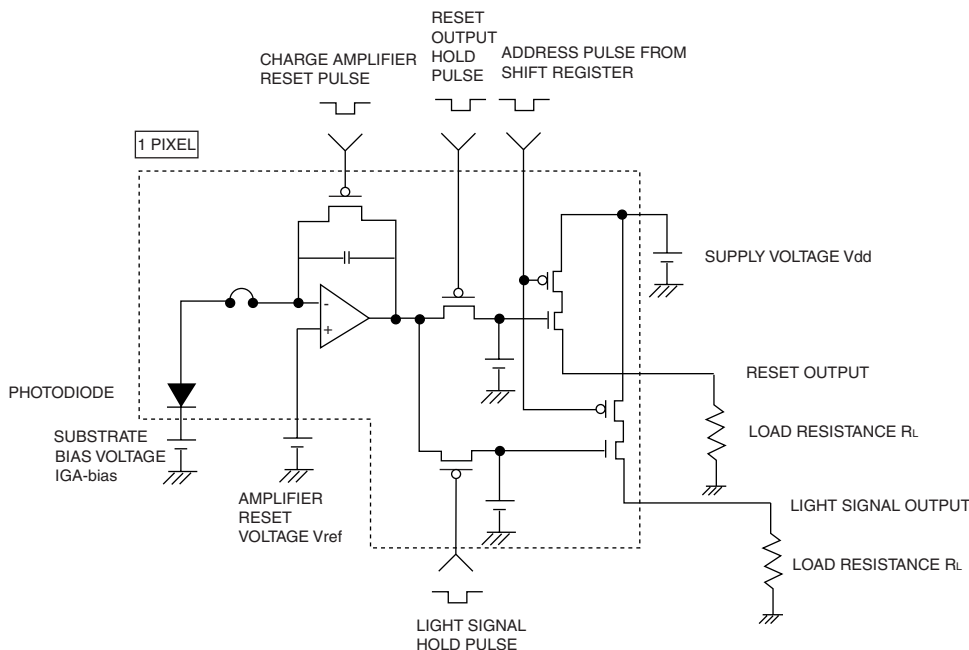 RESET
OUTPUT
HOLD
PULSE
ADDRESS PULSE FROM
SHIFT REGISTER
CHARGE AMPLIFIER
RESET PULSE
1 PIXEL
SUPPLY VOLTAGE Vdd
-
+
RESET OUTPUT
PHOTODIODE
LOAD RESISTANCE RL
SUBSTRATE
BIAS VOLTAGE
IGA-bias
AMPLIFIER
RESET
VOLTAGE Vref
LIGHT SIGNAL OUTPUT
LOAD RESISTANCE RL
LIGHT SIGNAL
HOLD PULSE